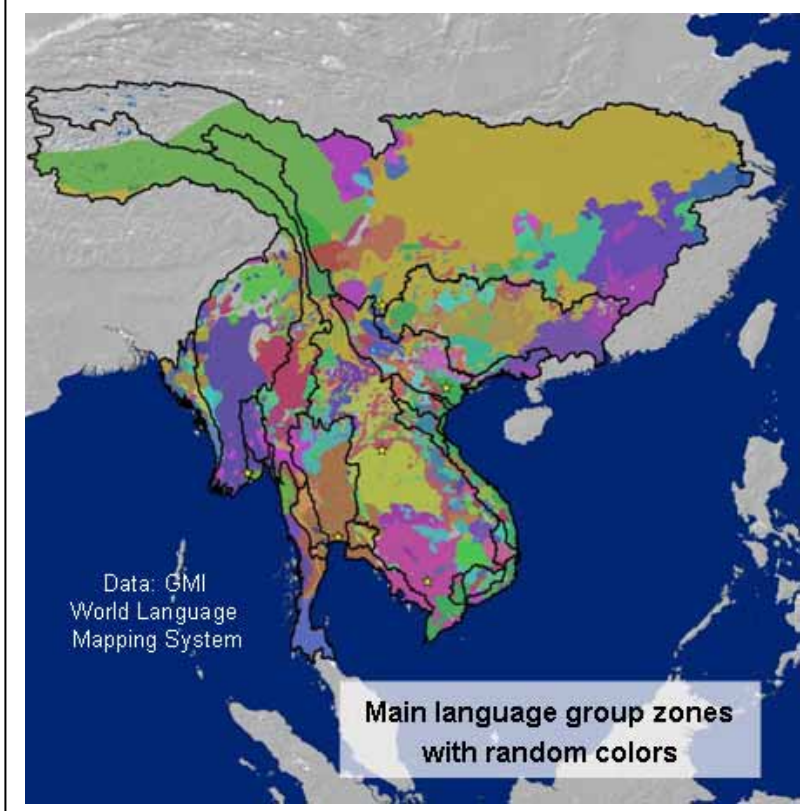 Data: GMI
World Language
Mapping System
Main language group zones
with random colors